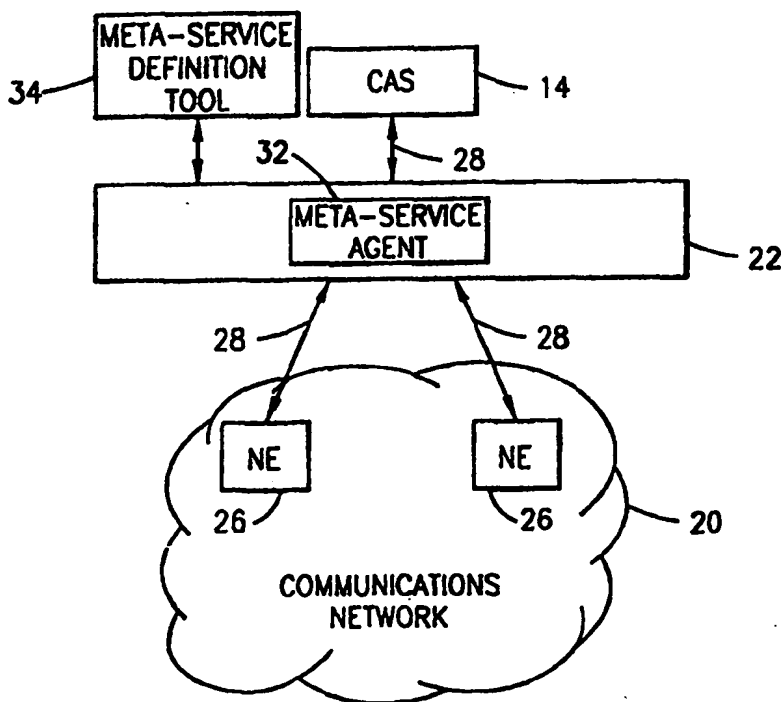 META-SERVICE
DEFINITION
TOOL
34
CAS
14
28
32
META-SERVICE
AGENT
22
28
28
NE
NE
26
26
20
COMMUNICATIONS
NETWORK